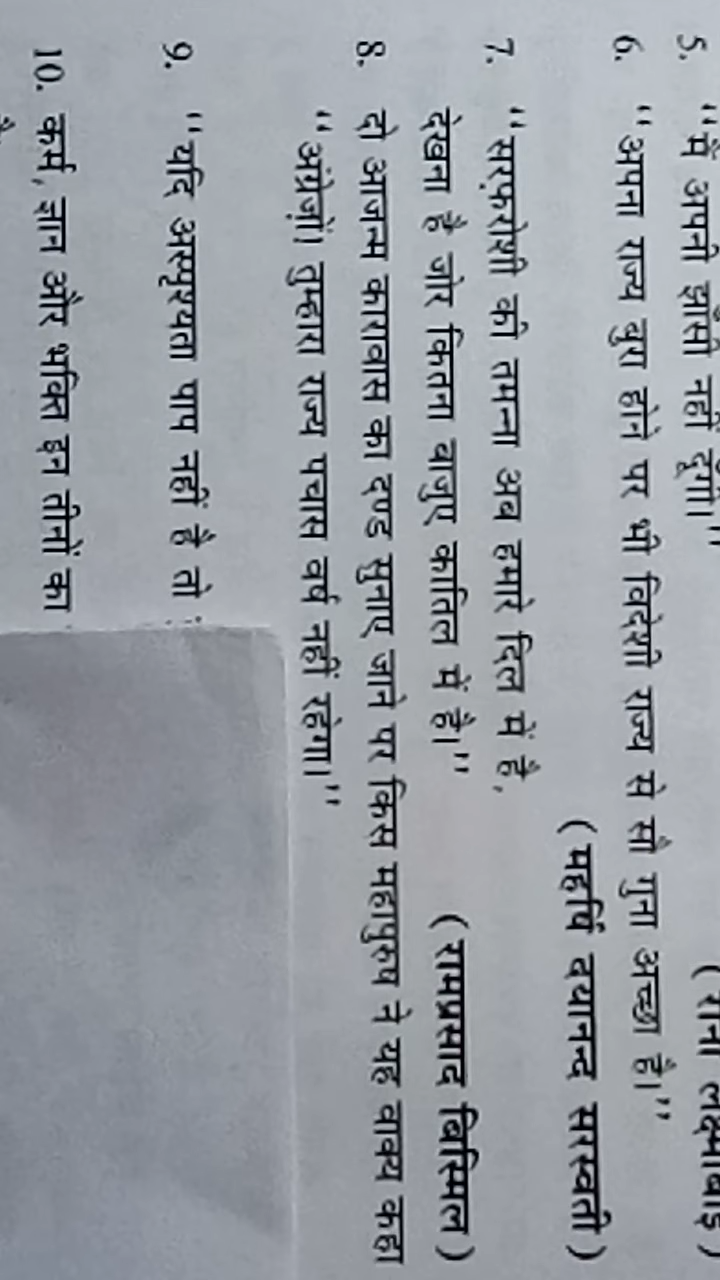 5. "मैं अपनी झाँसी नहीं दूँगी।"
(रानी लक्ष्मीबाई)
6. "अपना राज्य बुरा होने पर भी विदेशी राज्य से सौ गुना अच्छा है।"
(महर्षि दयानन्द सरस्वती)
7. "सरफ़रोशी की तमन्ना अब हमारे दिल में है,
देखना है जोर कितना बाजुए कातिल में है।" (रामप्रसाद बिस्मिल)
8. दो आजन्म कारावास का दण्ड सुनाए जाने पर किस महापुरुष ने यह वाक्य कहा
"अंग्रेज़ों। तुम्हारा राज्य पचास वर्ष नहीं रहेगा।"
9. "यदि अस्पृश्यता पाप नहीं है तो
10. कर्म, ज्ञान और भक्ति इन तीनों का